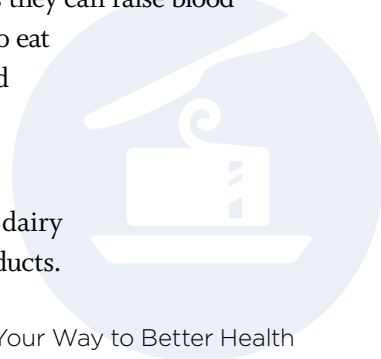 they can raise blood
o eat
d
dairy
ducts.
Your Way to Better Health